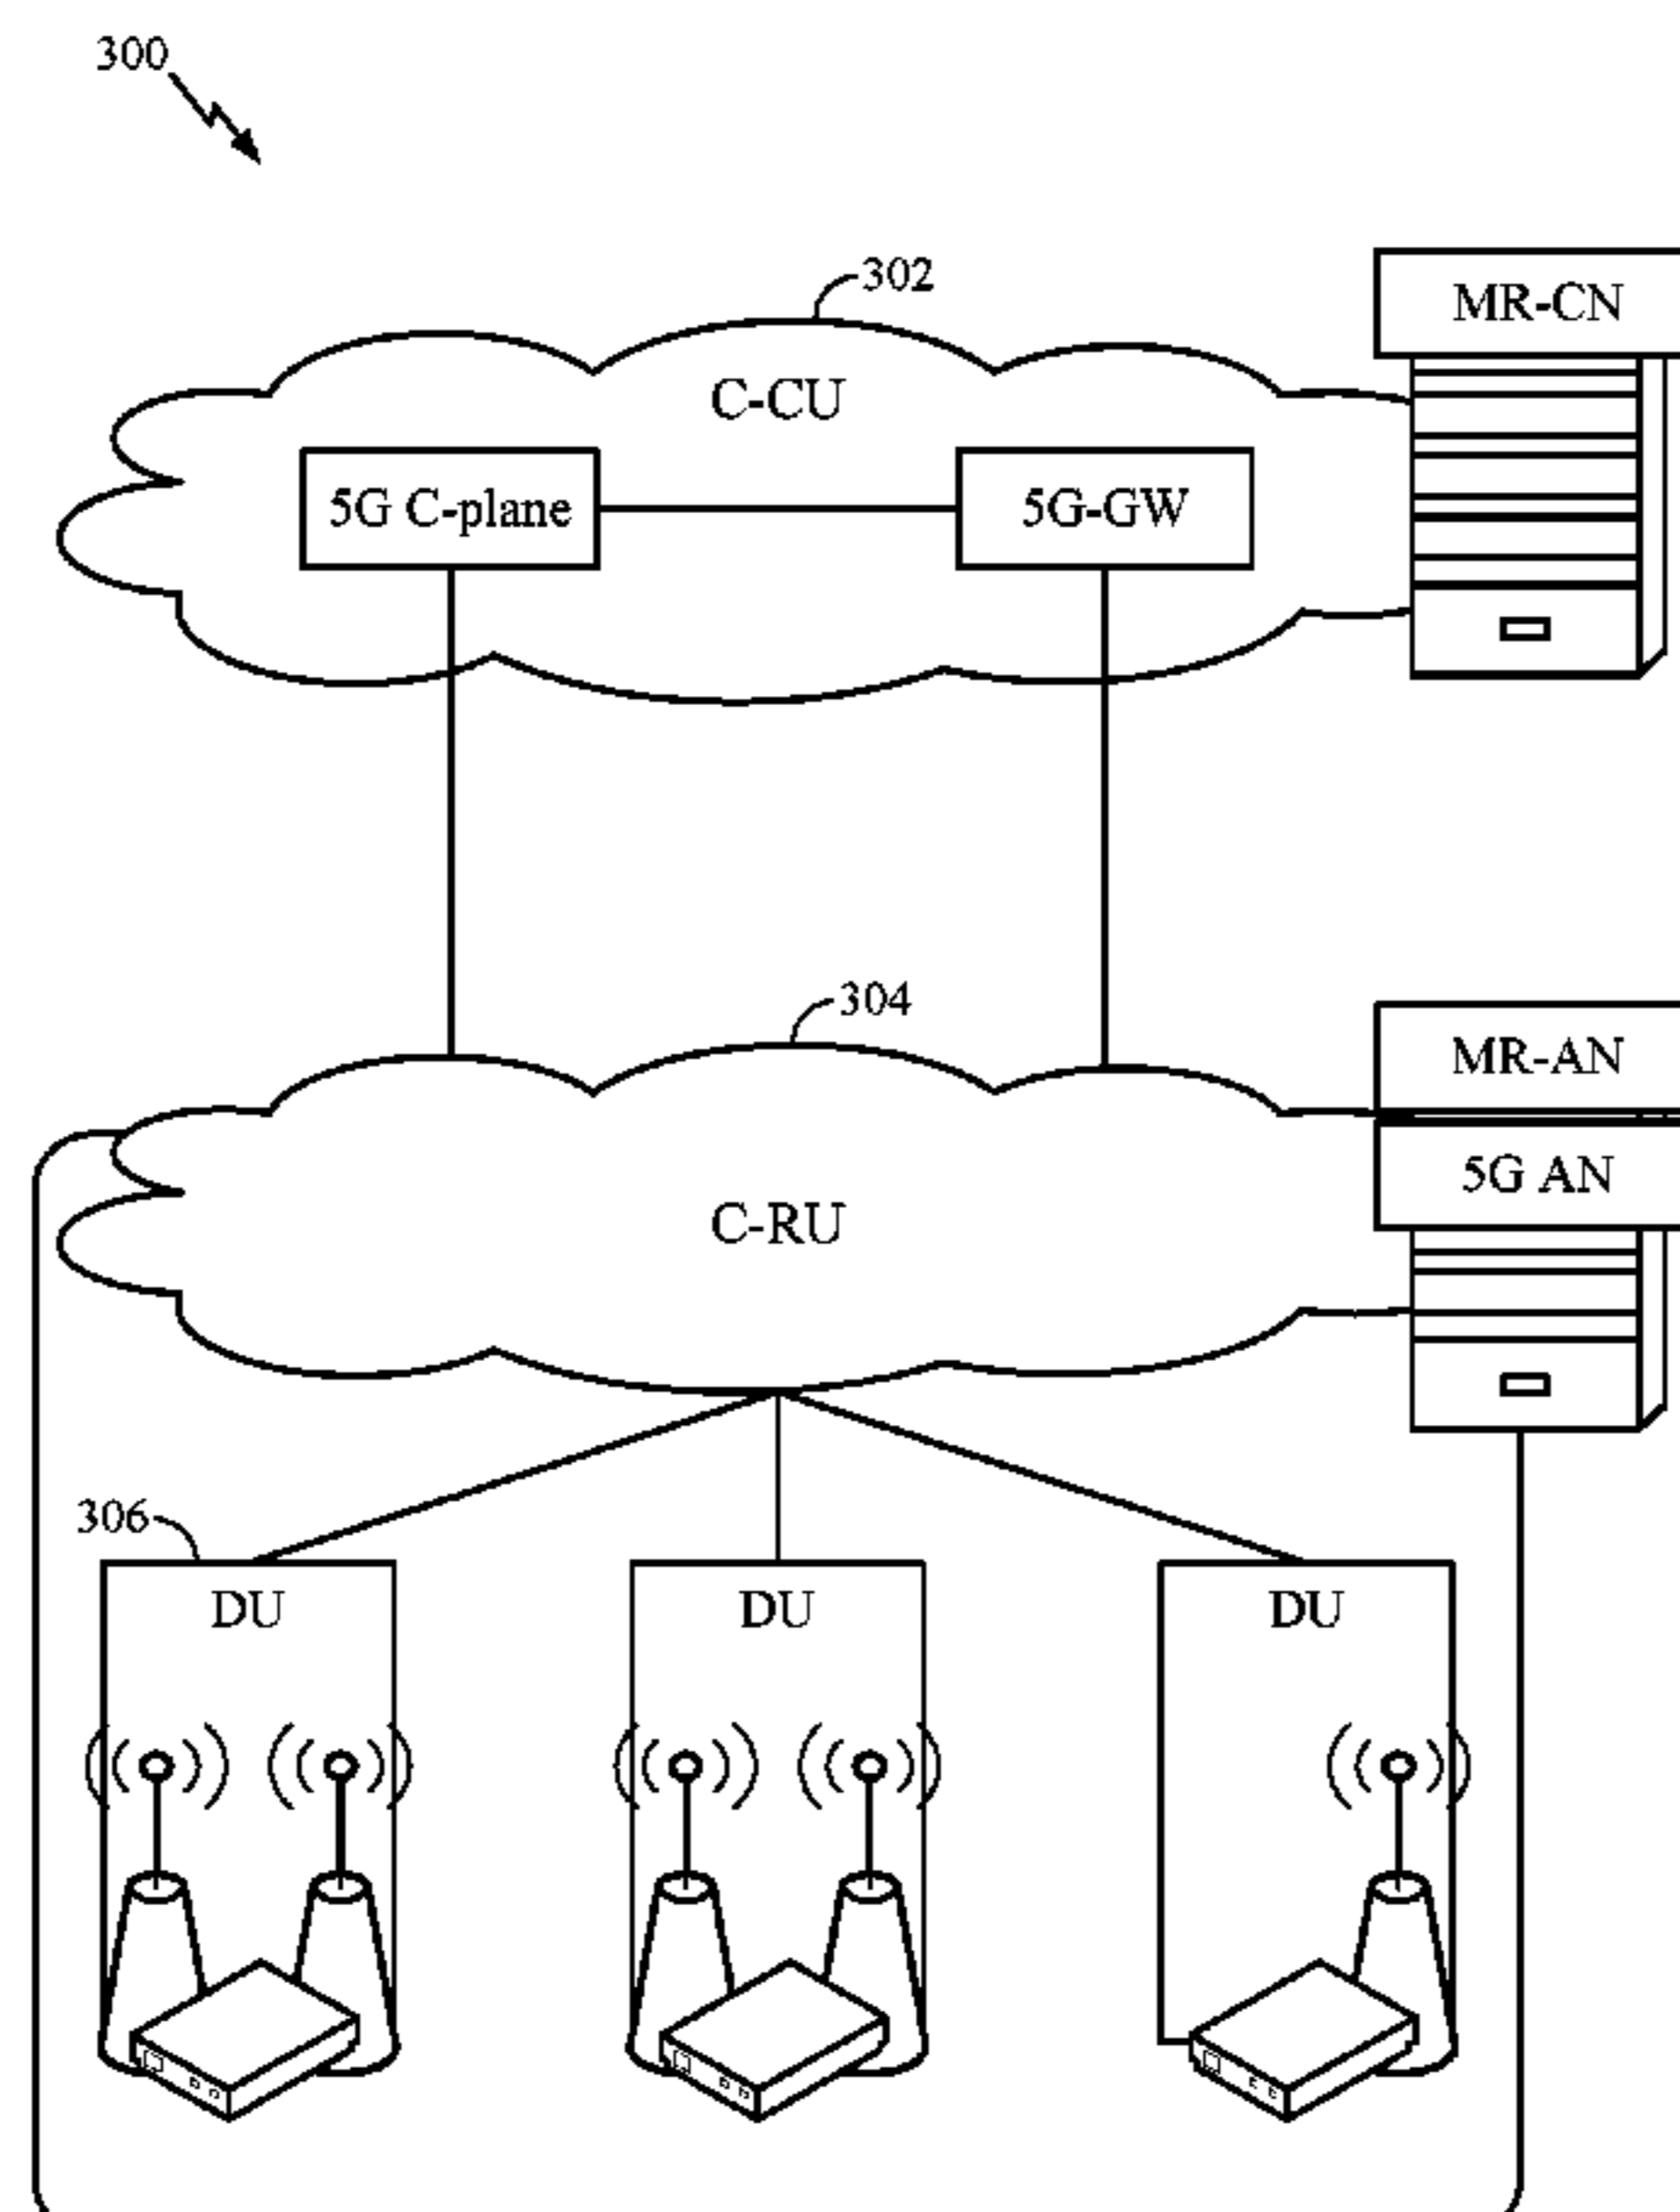 300
302
MR-CN
C-CU
5G C-plane
5G-GW
304
MR-AN
5G AN
C-RU
306
DU
DU
DU